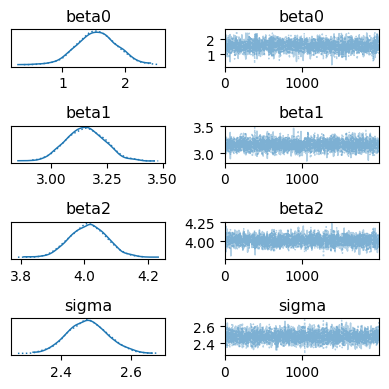 beta0 beta0
2
1
1 2 0 1000
beta1 beta1
3.5
3.0
3.00 3.25 3.50 0 1000
beta2 beta2
4.25
4.00
3.8 4.0 4.2 0 1000
sigma sigma
2.6
2.4
2.4 2.6 0 1000